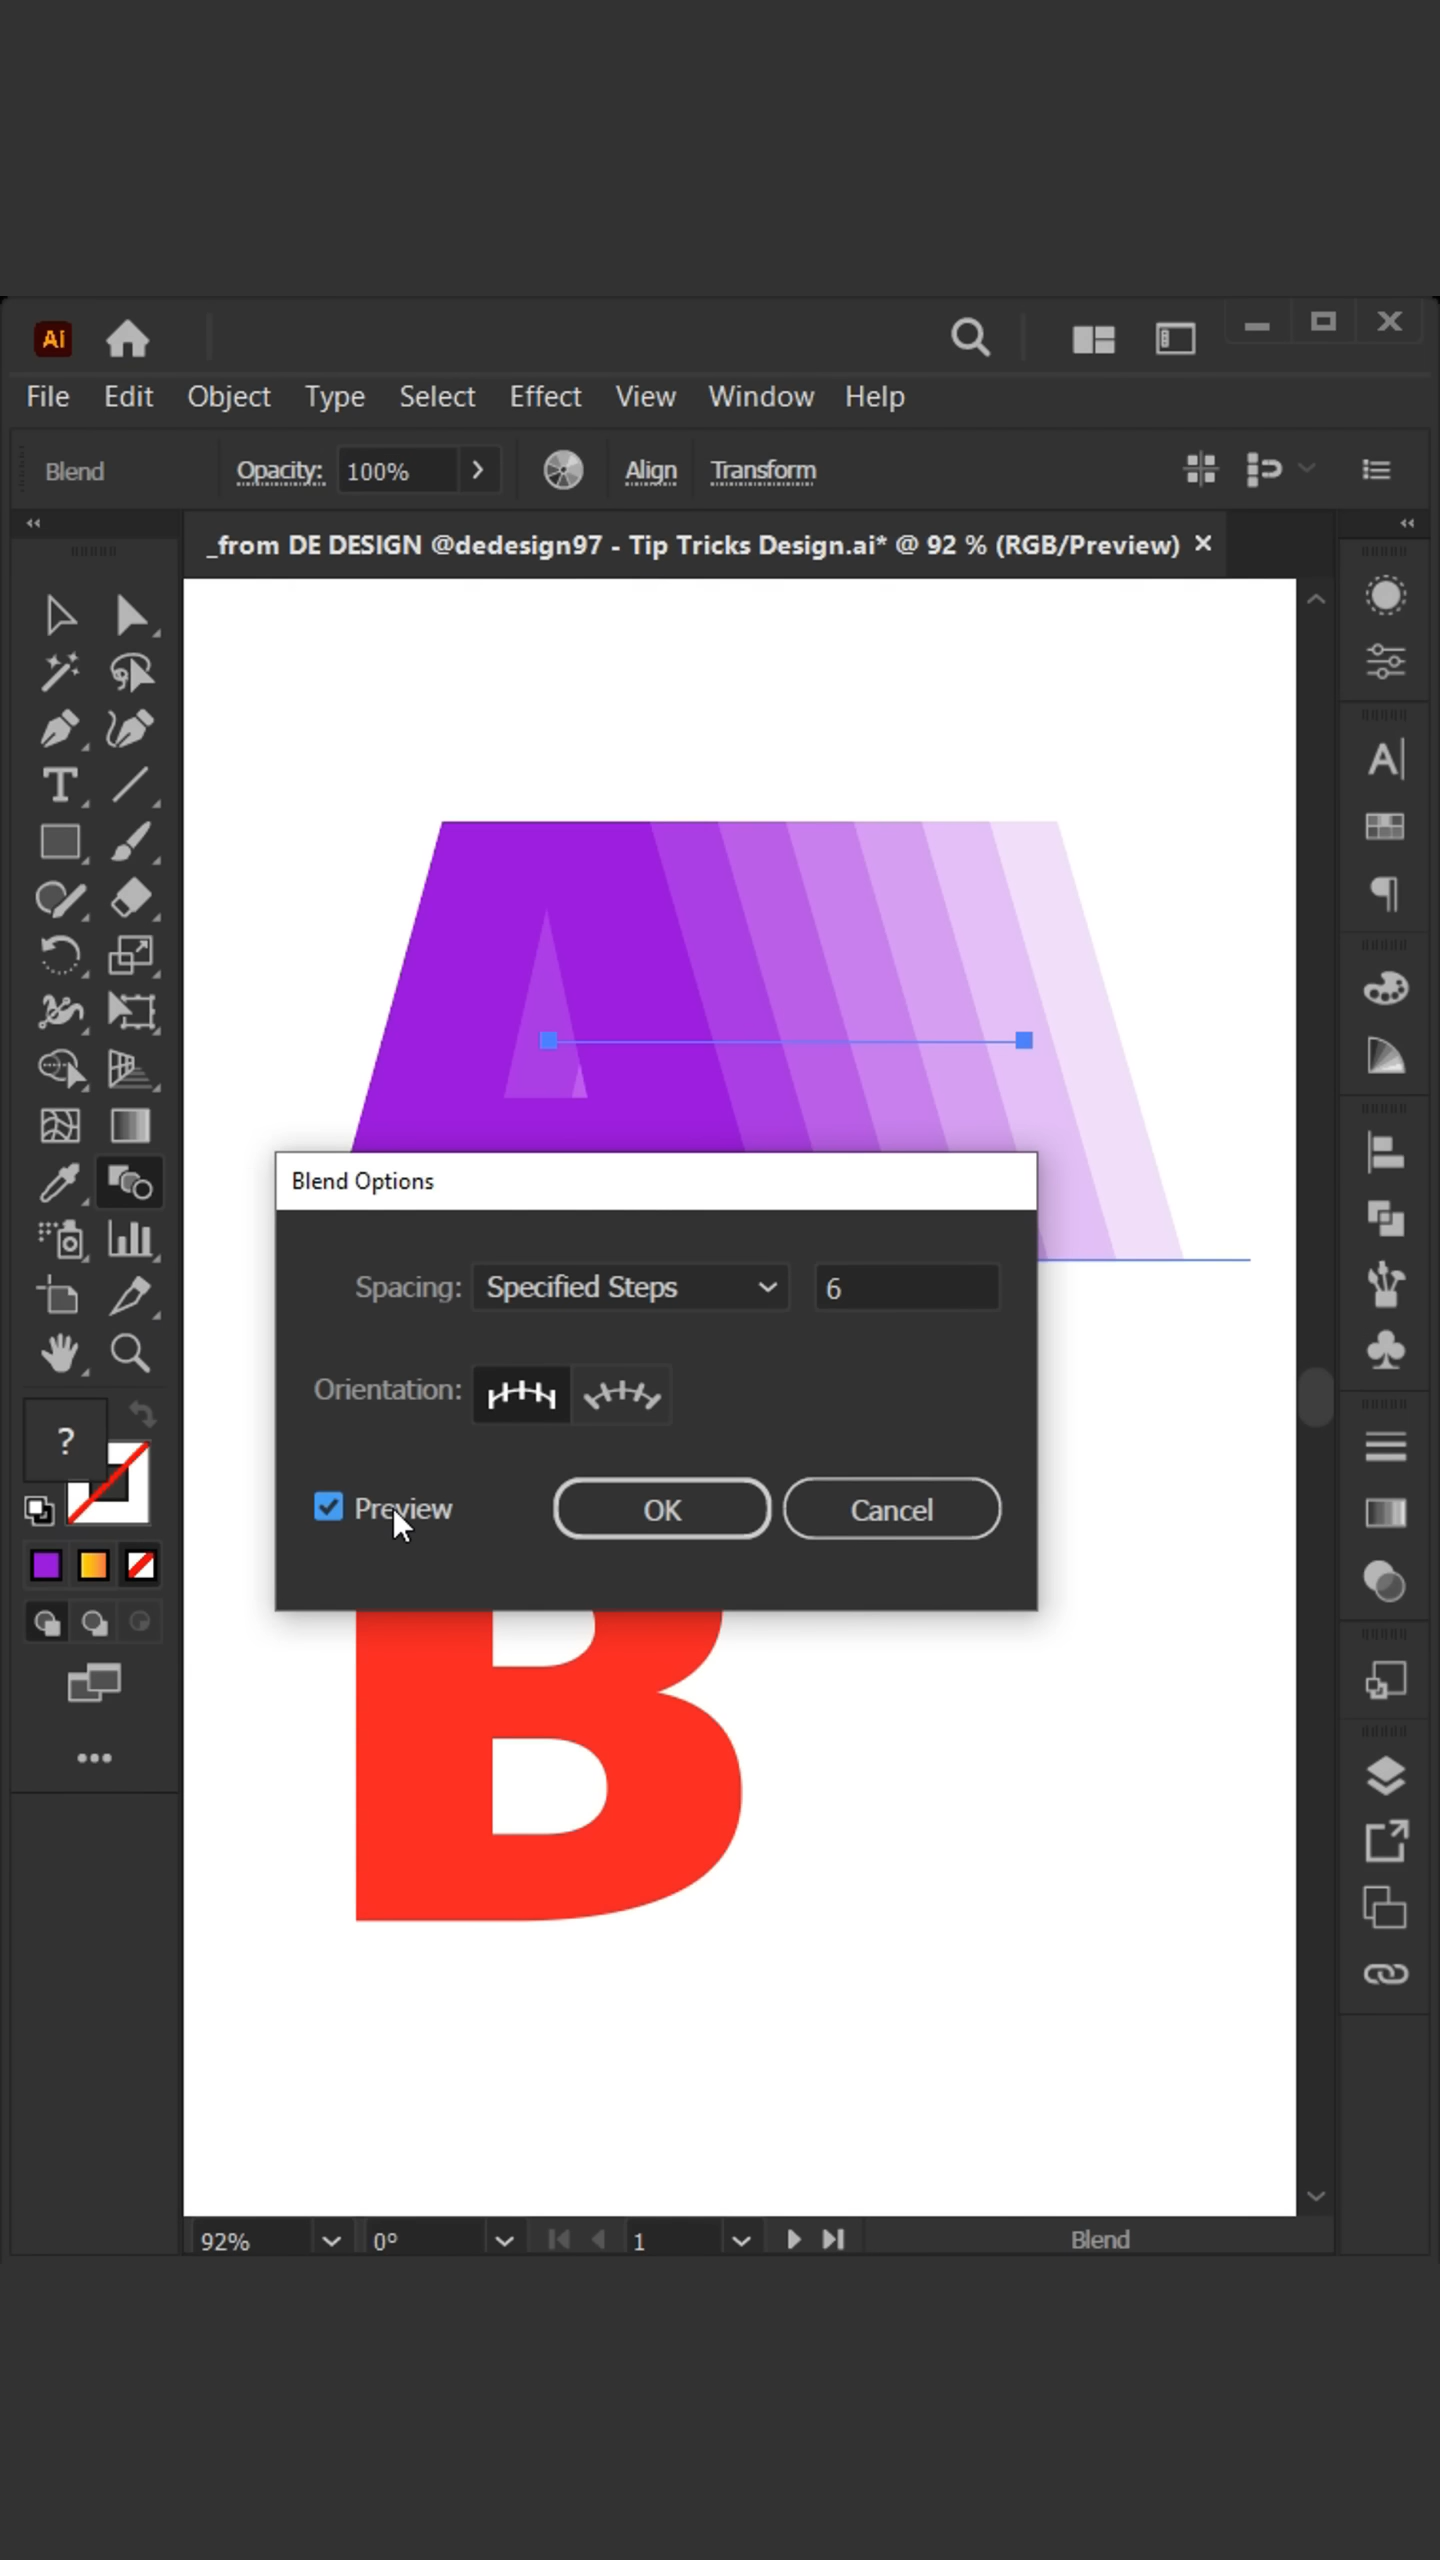 Ai
File Edit Object Type Select Effect View Window Help
Blend Opacity: 100% Align Transform
_from DE DESIGN @dedesign97 - Tip Tricks Design.ai* @ 92 % (RGB/Preview)
A
Blend Options
Spacing: Specified Steps 6
Orientation:
?
Preview OK Cancel
B
92% 0° 1 Blend